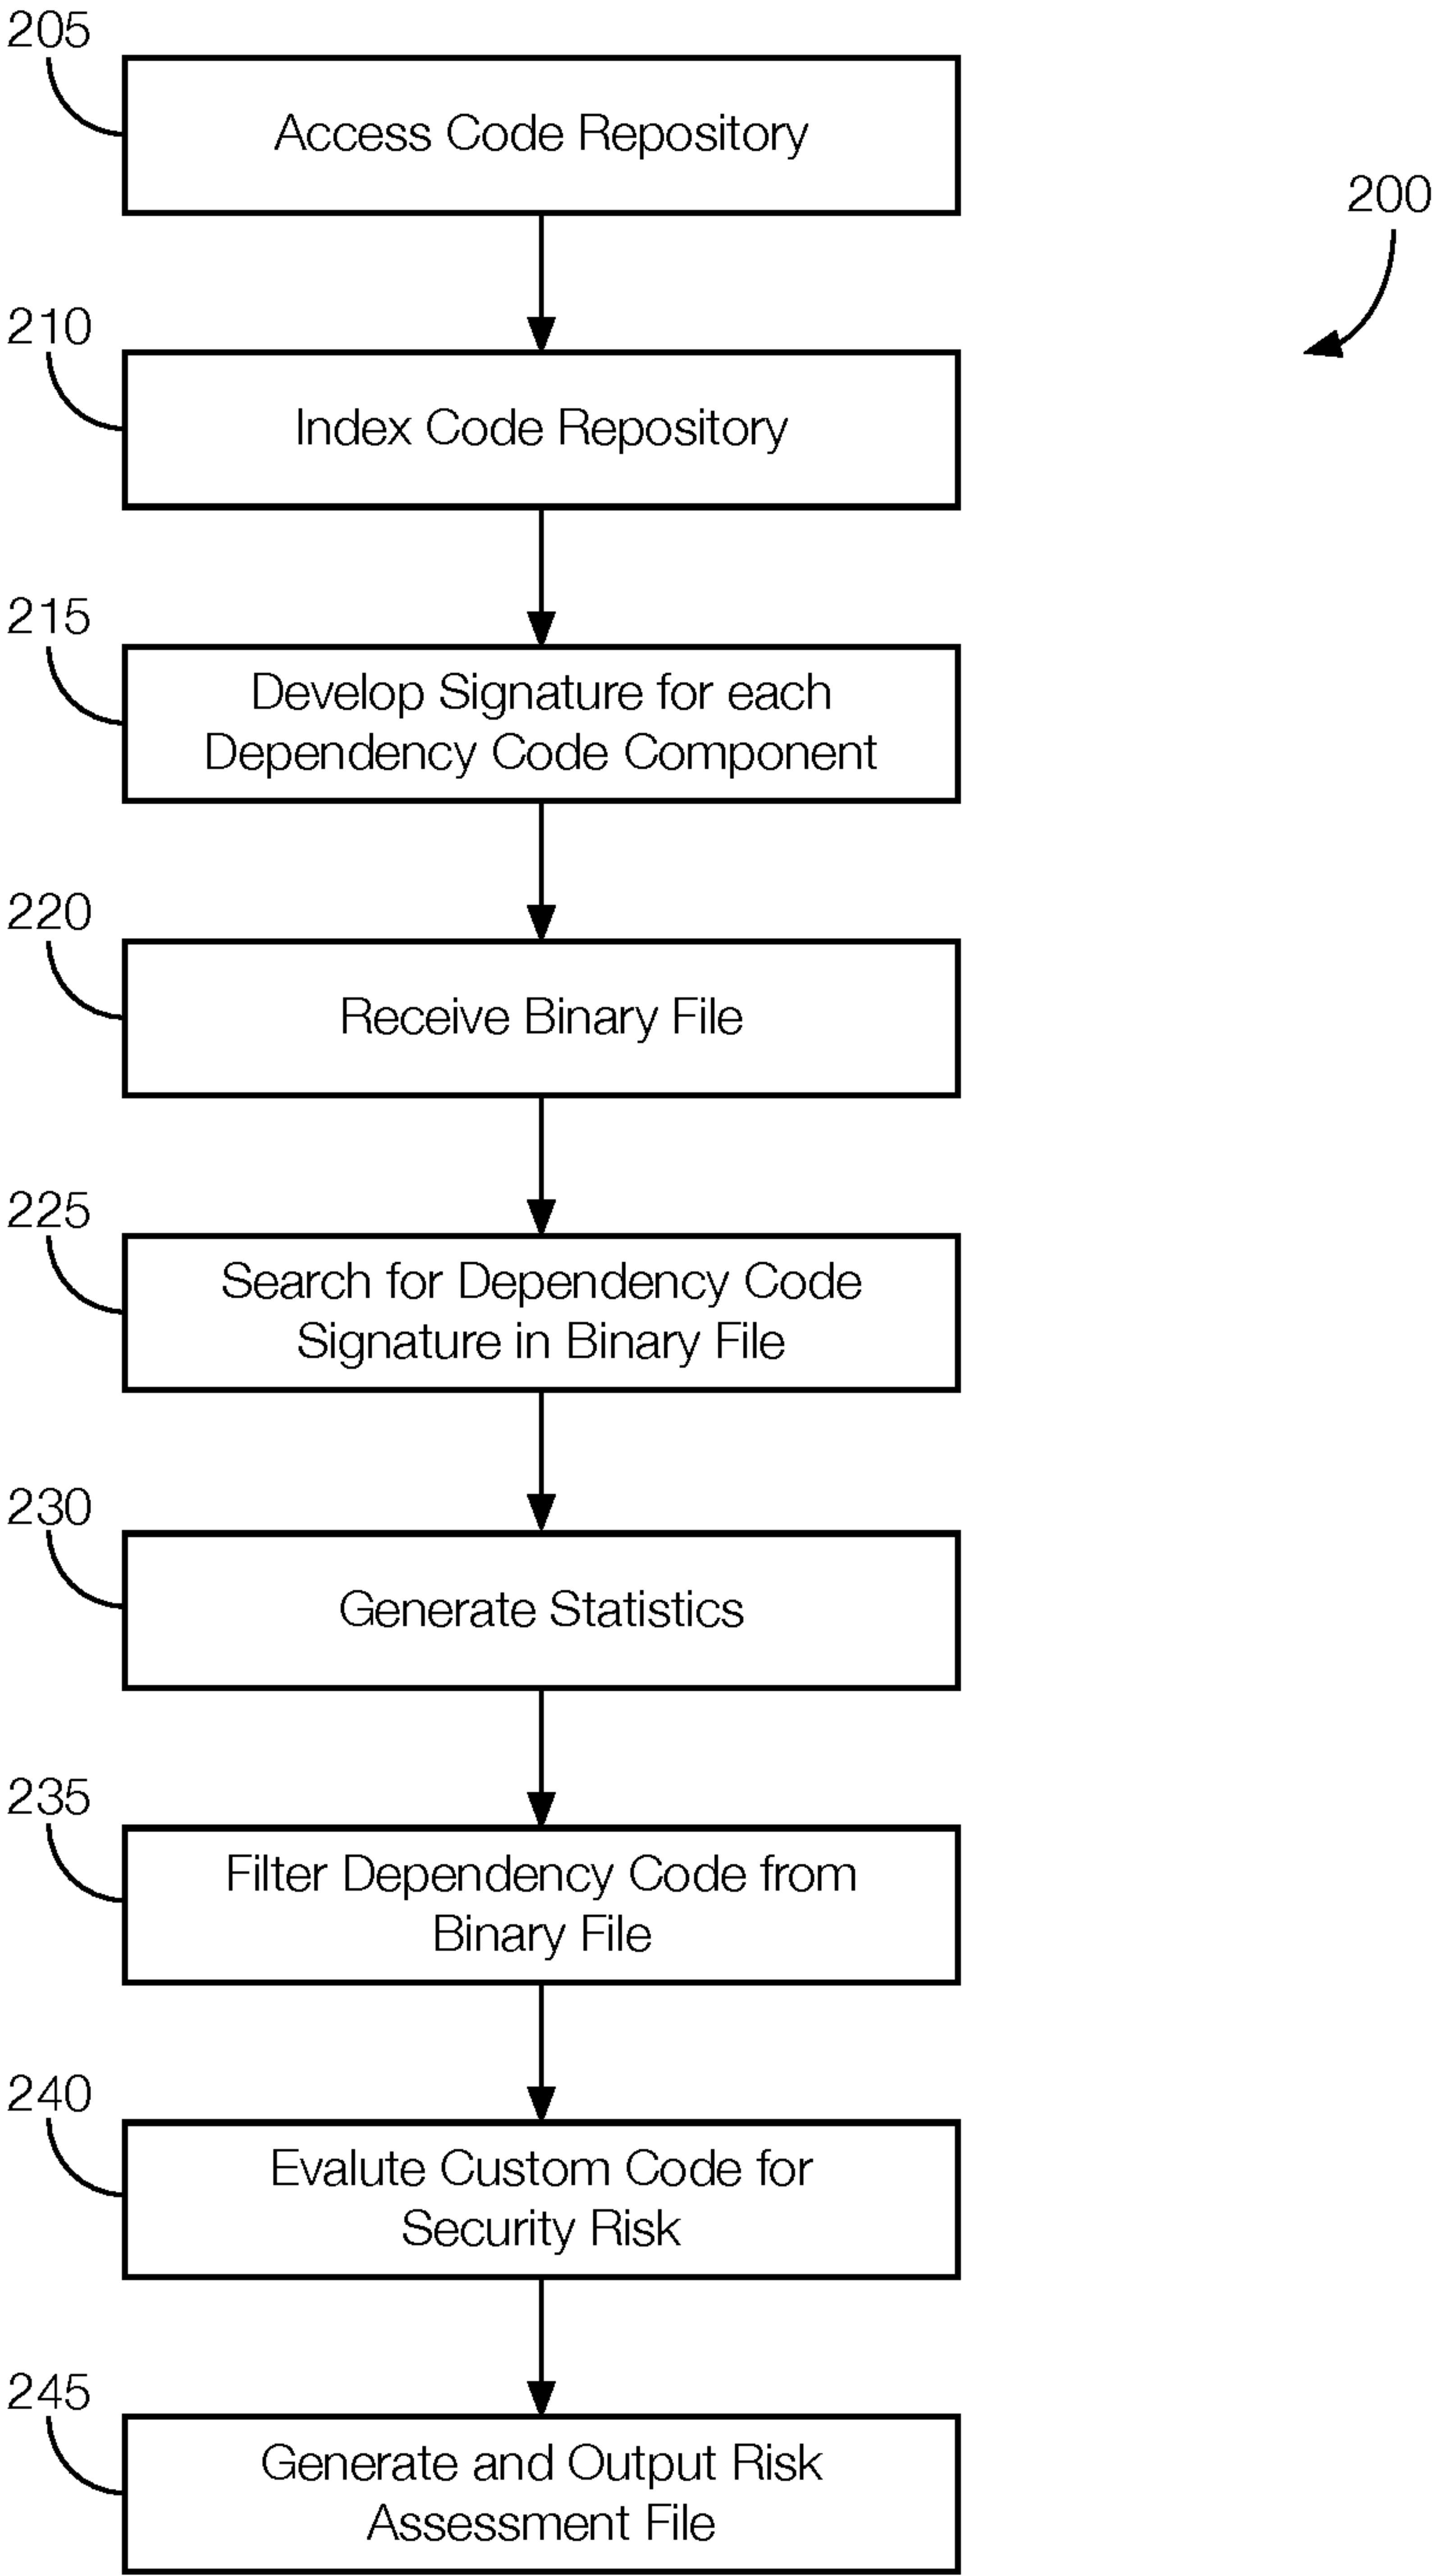 205
Access Code Repository
200
210
Index Code Repository
215
Develop Signature for each
Dependency Code Component
220
Receive Binary File
225
Search for Dependency Code
Signature in Binary File
230
Generate Statistics
235
Filter Dependency Code from
Binary File
240
Evalute Custom Code for
Security Risk
245
Generate and Output Risk
Assessment File